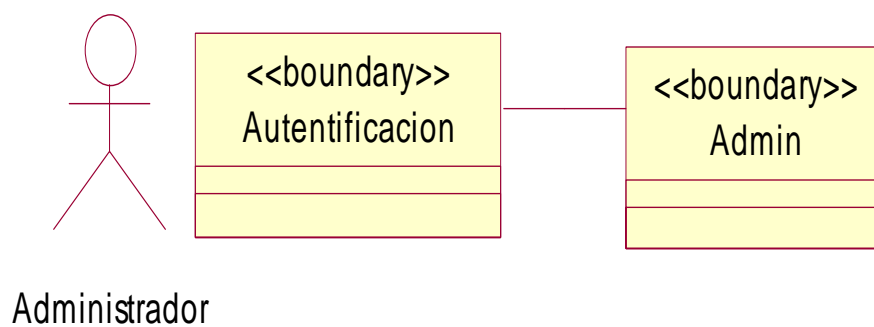 <<boundary>>
Autentificacion
<<boundary>>
Admin
Administrador